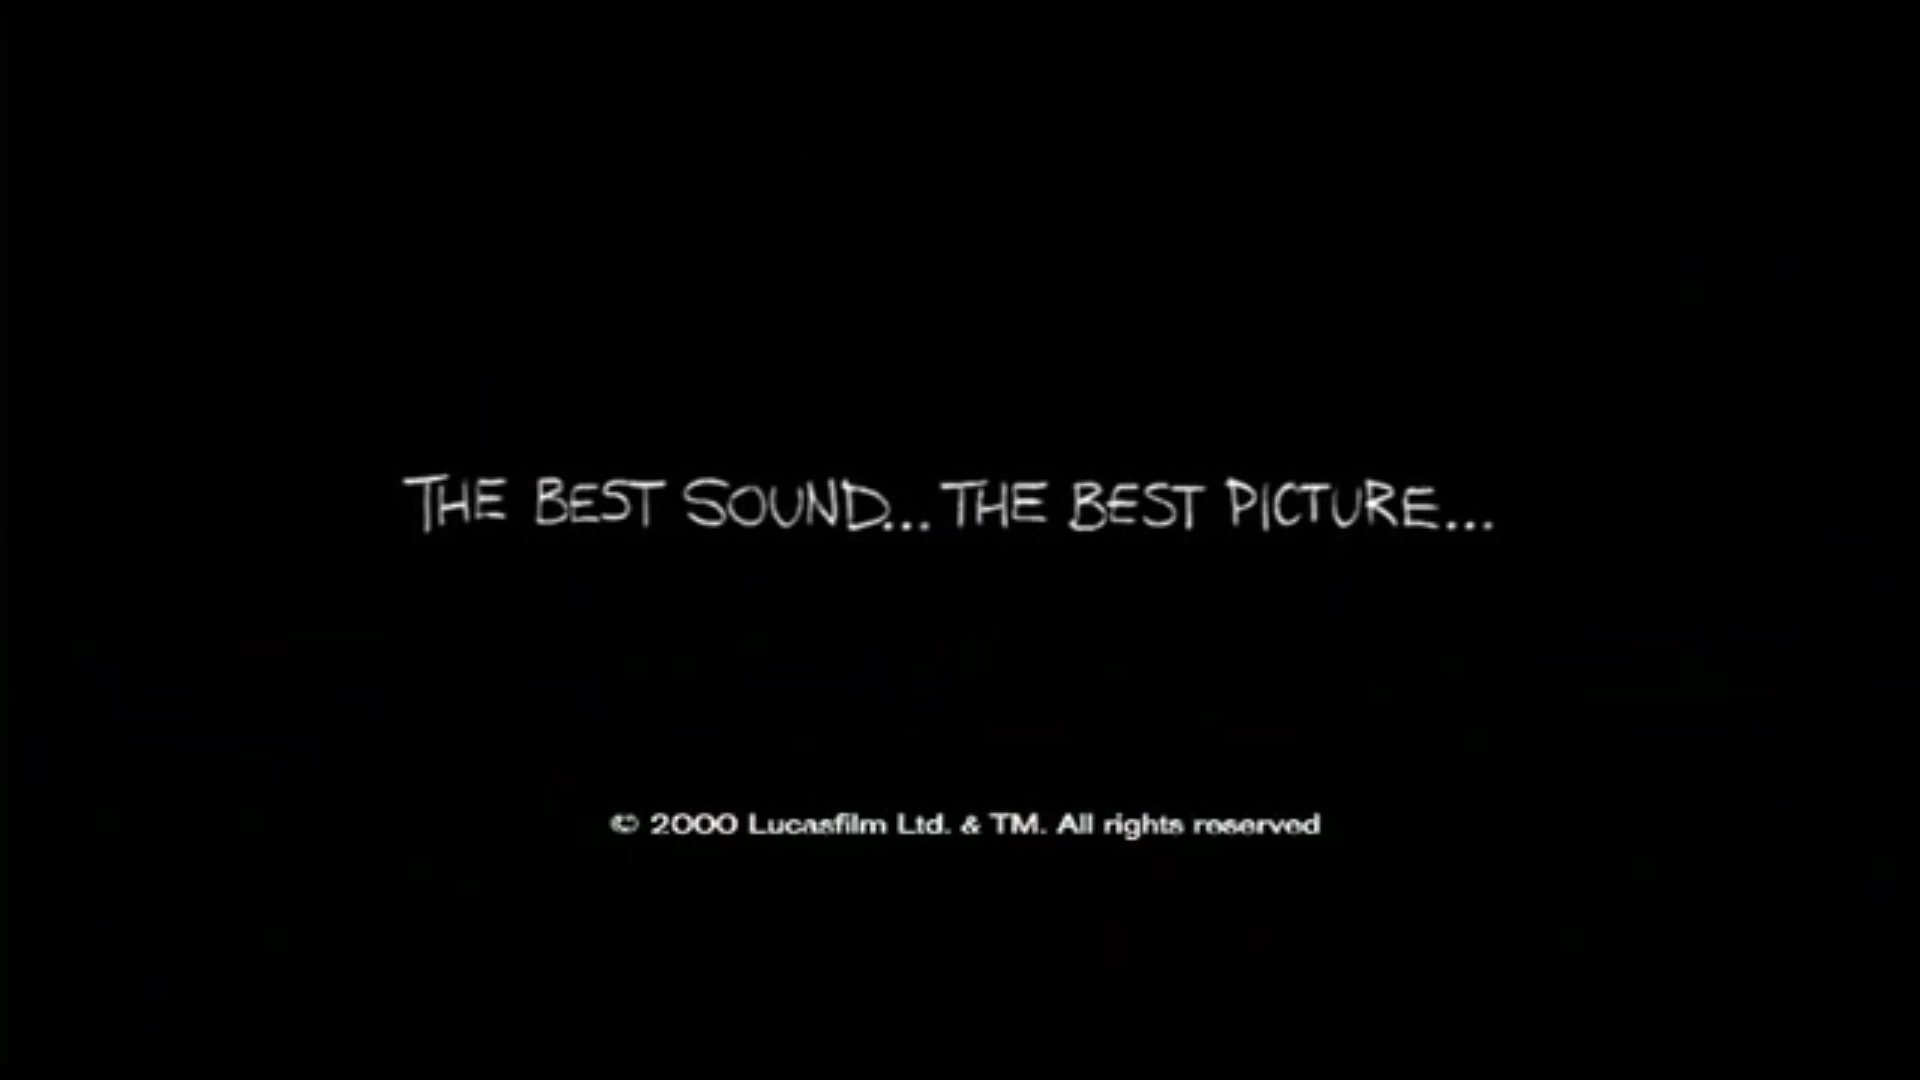 THE BEST SOUND...THE BEST PICTURE...
© 2000 Lucasfilm Ltd. & TM. All rights reserved